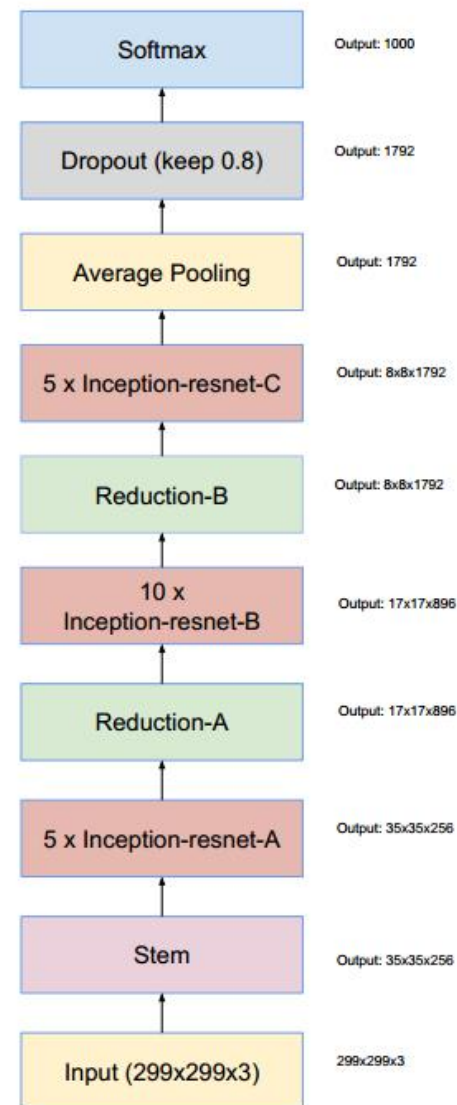 Softmax
Output: 1000
Dropout (keep 0.8)
Output: 1792
Average Pooling
Output: 1792
5 x Inception-resnet-C
Output: 8x8x1792
Reduction-B
Output: 8x8x1792
10 x
Inception-resnet-B
Output: 17x17x896
Reduction-A
Output: 17x17x896
5 x Inception-resnet-A
Output: 35x35x256
Stem
Output: 35x35x256
Input (299x299x3)
299x299x3